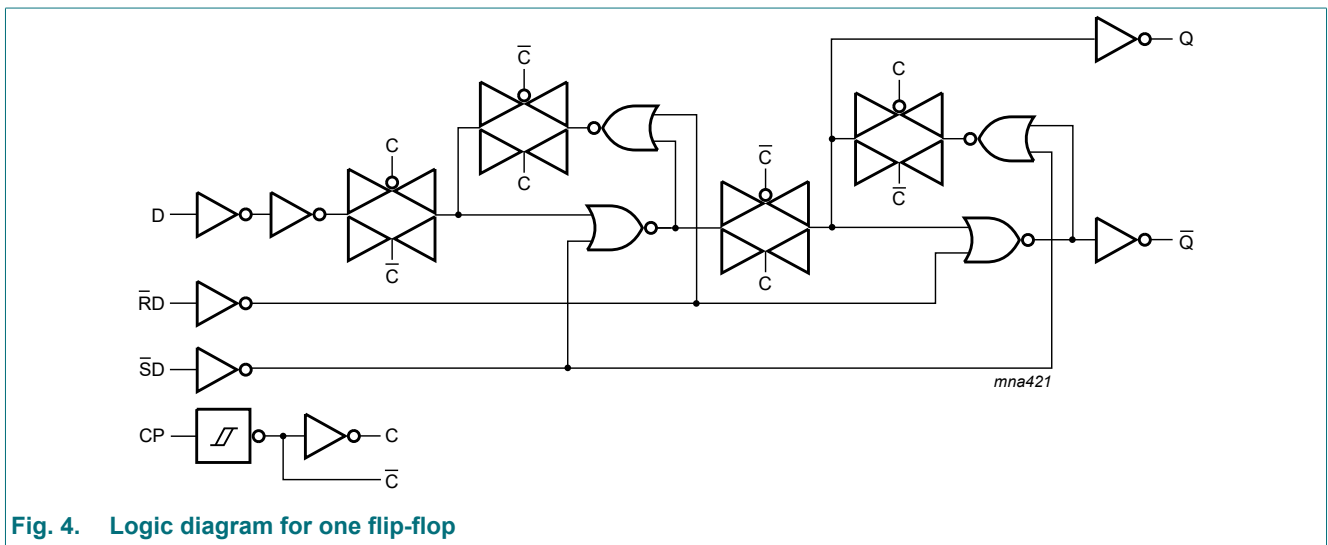 Q
C̅
C
C
C
C̅
D
C̅
C
C̅
C
C̅
Q̅
R̅D
S̅D
mna421
CP
C
C̅
Fig. 4. Logic diagram for one flip-flop